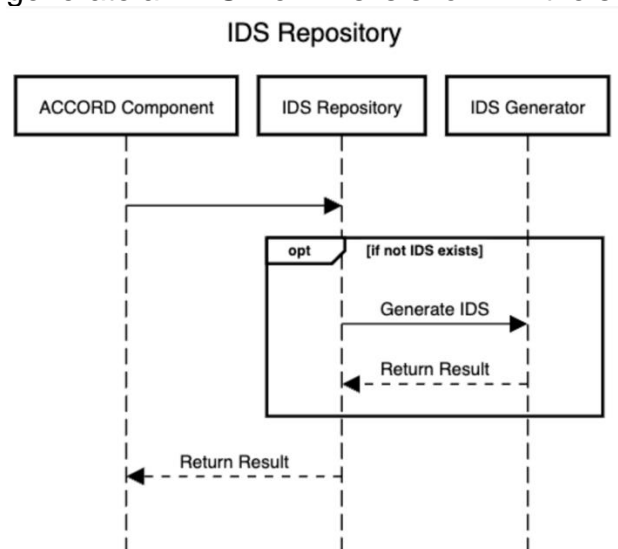 IDS Repository
ACCORD Component
IDS Repository
IDS Generator
opt
[if not IDS exists]
Generate IDS
Return Result
Return Result